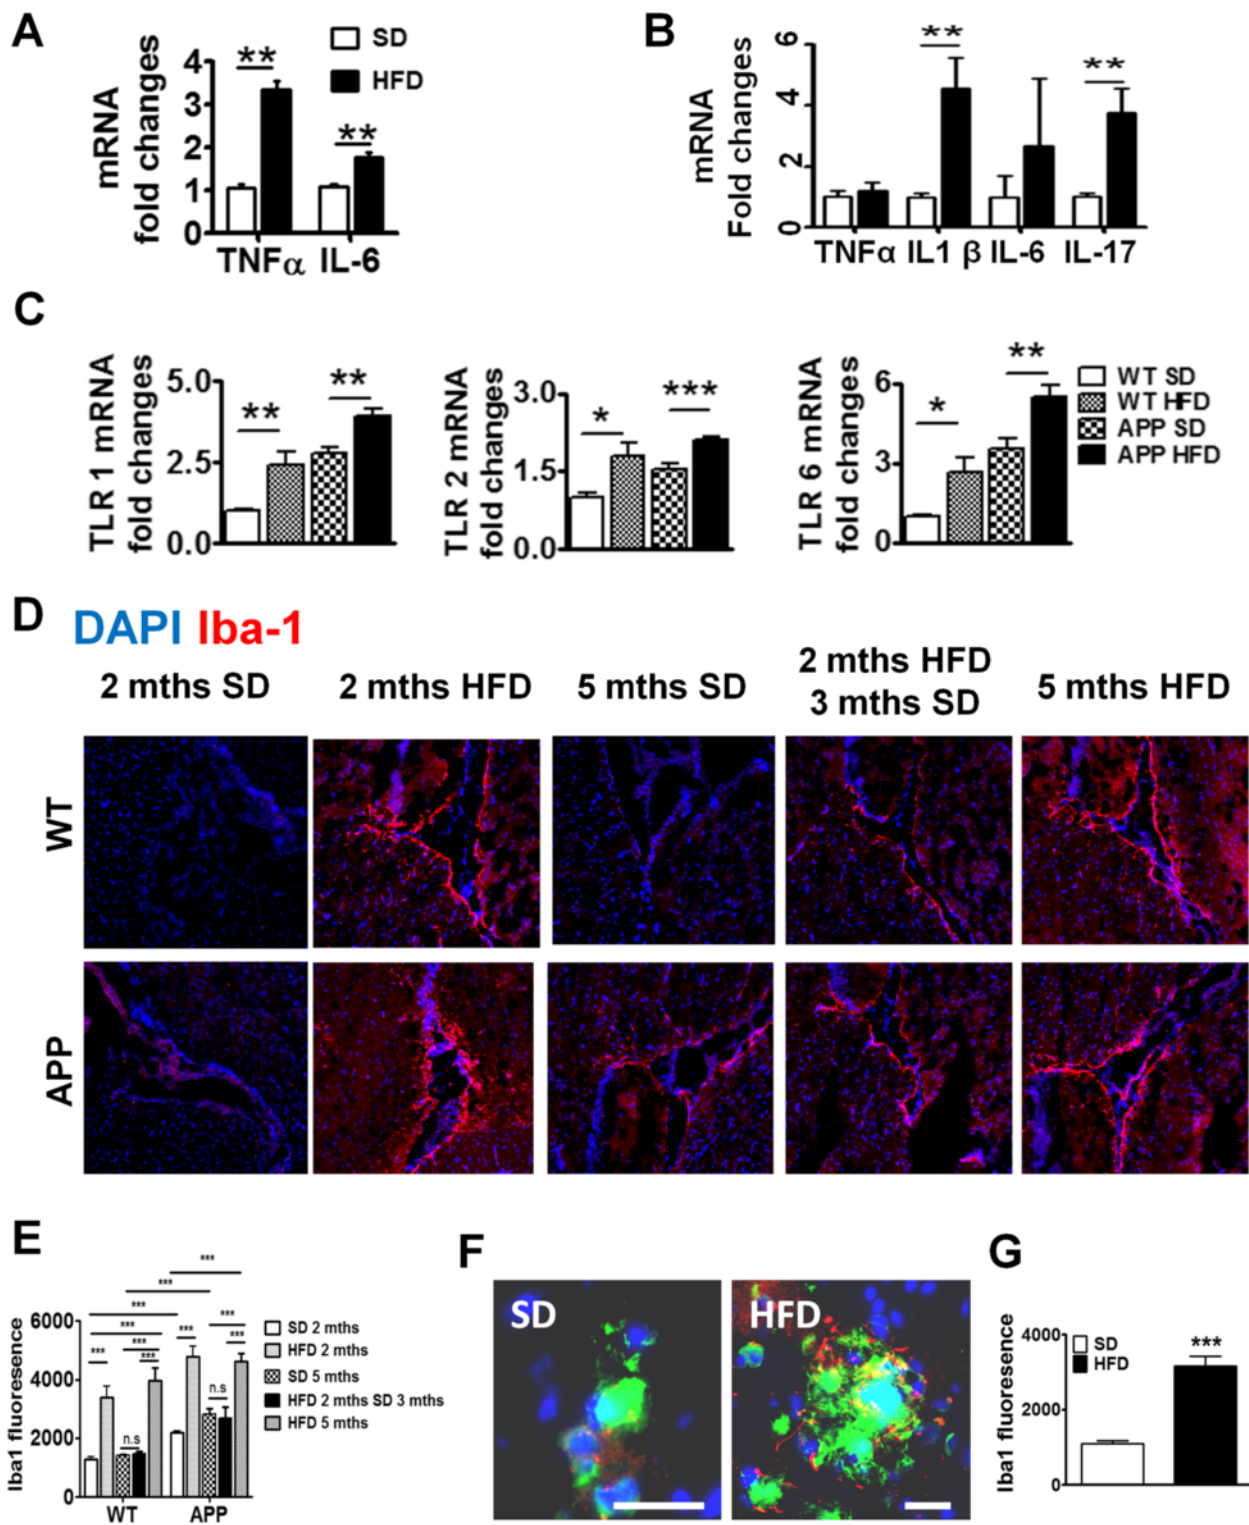 A
SD
HFD
mRNA
fold changes
4
3
2
1
0
**
**
TNFα IL-6
B
mRNA
Fold changes
6
4
2
0
**
**
TNFα IL1 β IL-6 IL-17
C
TLR 1 mRNA
fold changes
5.0
2.5
0.0
**
**
TLR 2 mRNA
fold changes
3.0
1.5
0.0
*
***
TLR 6 mRNA
fold changes
6
3
0
*
**
WT SD
WT HFD
APP SD
APP HFD
D
DAPI Iba-1
2 mths SD
2 mths HFD
5 mths SD
2 mths HFD
3 mths SD
5 mths HFD
WT
APP
E
Iba1 fluoresence
6000
4000
2000
0
***
***
***
***
***
***
***
n.s
***
***
***
n.s
WT APP
SD 2 mths
HFD 2 mths
SD 5 mths
HFD 2 mths SD 3 mths
HFD 5 mths
F
SD
HFD
G
Iba1 fluoresence
4000
2000
0
SD
HFD
***